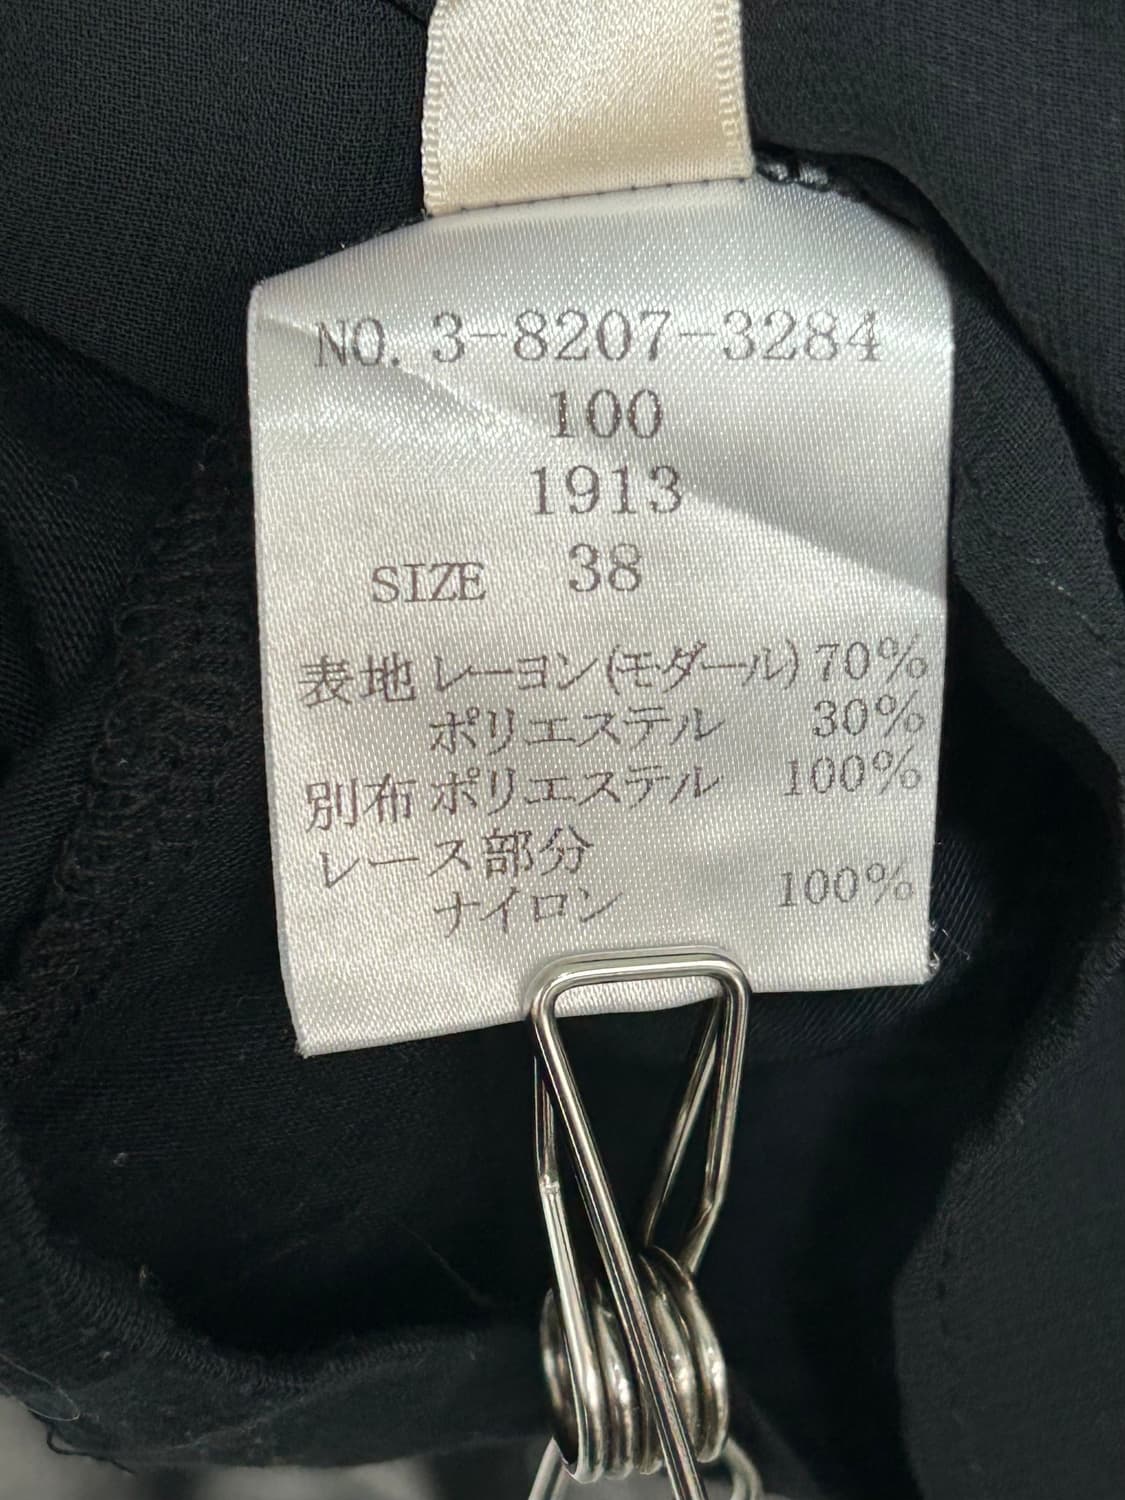 NO. 3-8207-3284
100
1913
SIZE 38
表地 レーヨン(モダール) 70%
ポリエステル 30%
別布 ポリエステル 100%
レース部分
ナイロン 100%